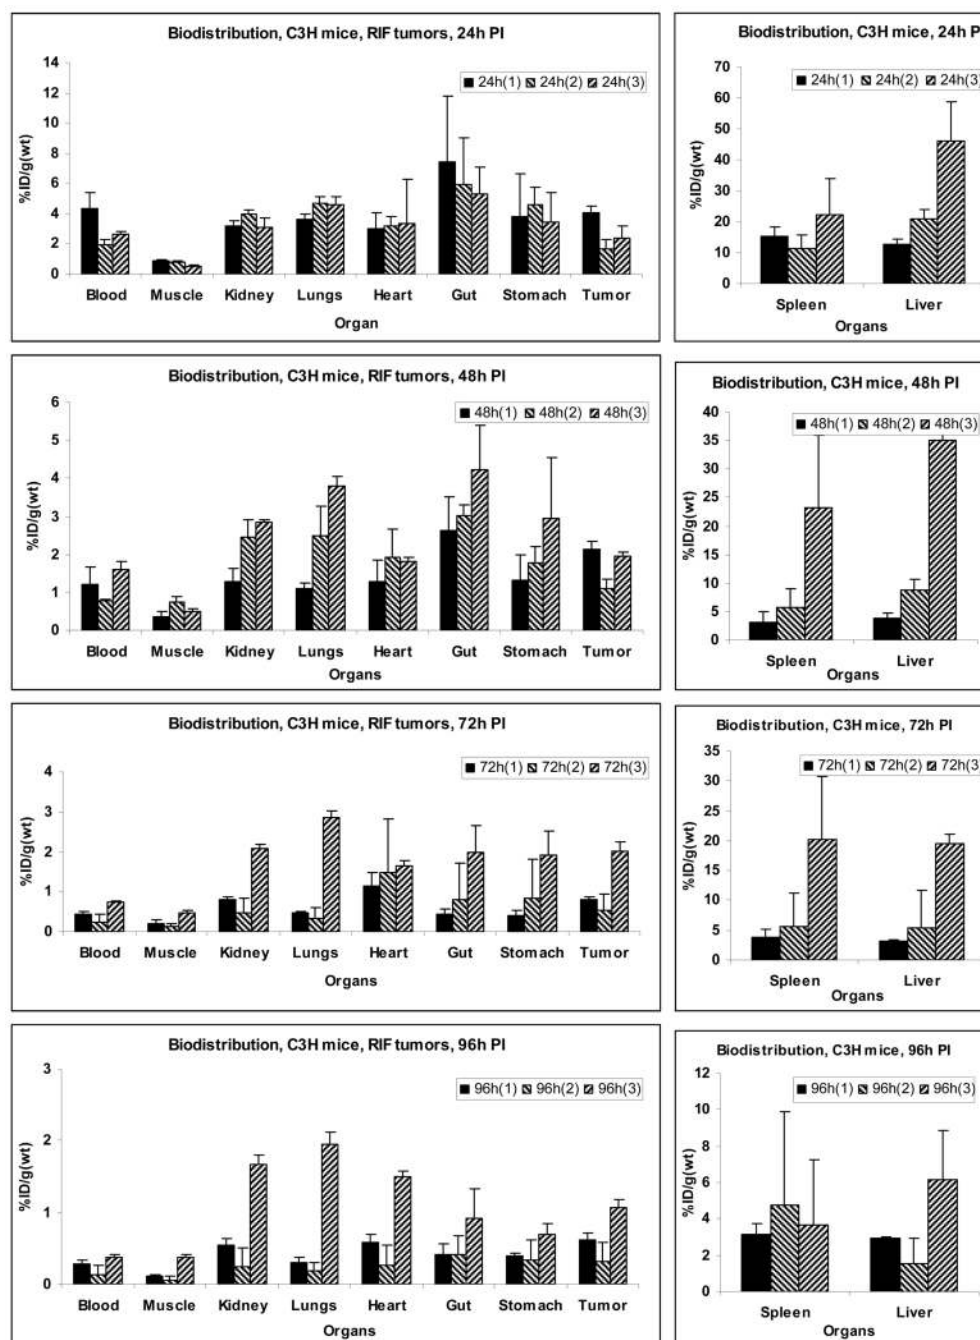 Biodistribution, C3H mice, RIF tumors, 24h PI
24h(1) 24h(2) 24h(3)
14
12
10
8
6
4
2
0
%ID/g(wt)
Blood Muscle Kidney Lungs Heart Gut Stomach Tumor
Organ
Biodistribution, C3H mice, 24h P
24h(1) 24h(2) 24h(3)
70
60
50
40
30
20
10
0
%ID/g(wt)
Spleen Liver
Organs
Biodistribution, C3H mice, RIF tumors, 48h PI
48h(1) 48h(2) 48h(3)
6
5
4
3
2
1
0
%ID/g(wt)
Blood Muscle Kidney Lungs Heart Gut Stomach Tumor
Organs
Biodistribution, C3H mice, 48h PI
48h(1) 48h(2) 48h(3)
40
35
30
25
20
15
10
5
0
%ID/g(wt)
Spleen Liver
Organs
Biodistribution, C3H mice, RIF tumors, 72h PI
72h(1) 72h(2) 72h(3)
4
3
2
1
0
%ID/g(wt)
Blood Muscle Kidney Lungs Heart Gut Stomach Tumor
Organs
Biodistribution, C3H mice, 72h PI
72h(1) 72h(2) 72h(3)
35
30
25
20
15
10
5
0
%ID/g(wt)
Spleen Liver
Organs
Biodistribution, C3H mice, RIF tumors, 96h PI
96h(1) 96h(2) 96h(3)
3
2
1
0
%ID/g(wt)
Blood Muscle Kidney Lungs Heart Gut Stomach Tumor
Organs
Biodistribution, C3H mice, 96h PI
96h(1) 96h(2) 96h(3)
12
10
8
6
4
2
0
%ID/g(wt)
Spleen Liver
Organs